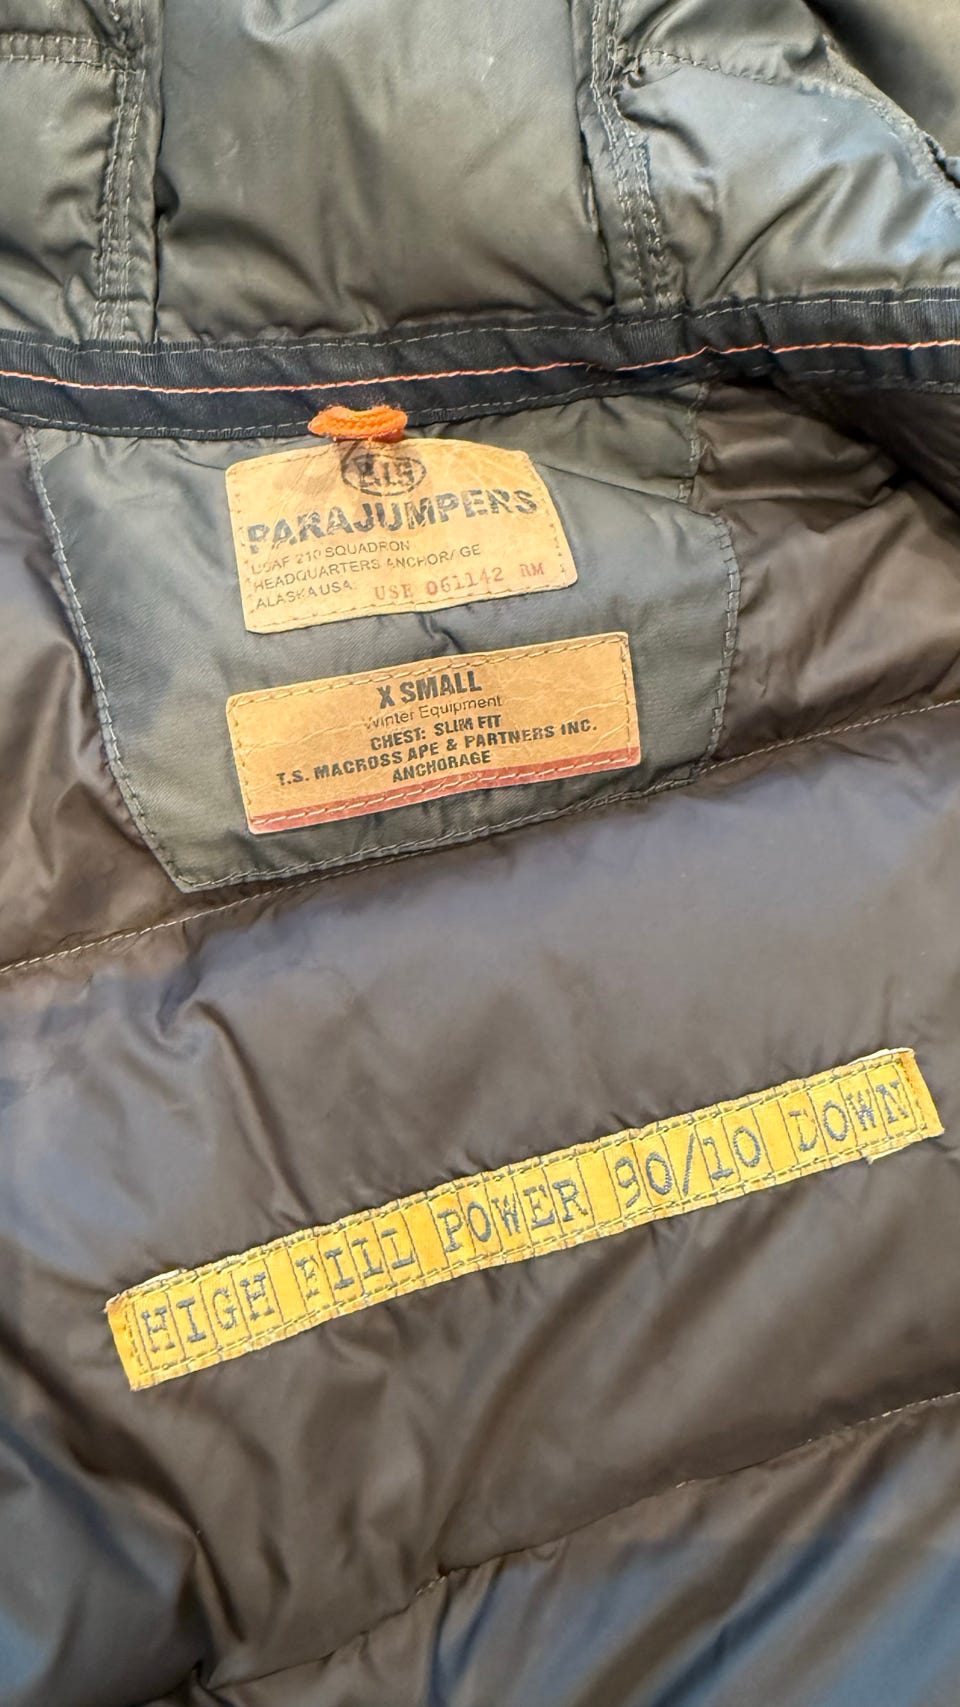 PJS
PARAJUMPERS
USAF 210 SQUADRON
HEADQUARTERS ANCHORAGE
ALASKA USA USE 061142 RM
X SMALL
Winter Equipment
CHEST: SLIM FIT
T.S. MACROSS APE & PARTNERS INC.
ANCHORAGE
HIGH FILL POWER 90/10 DOWN